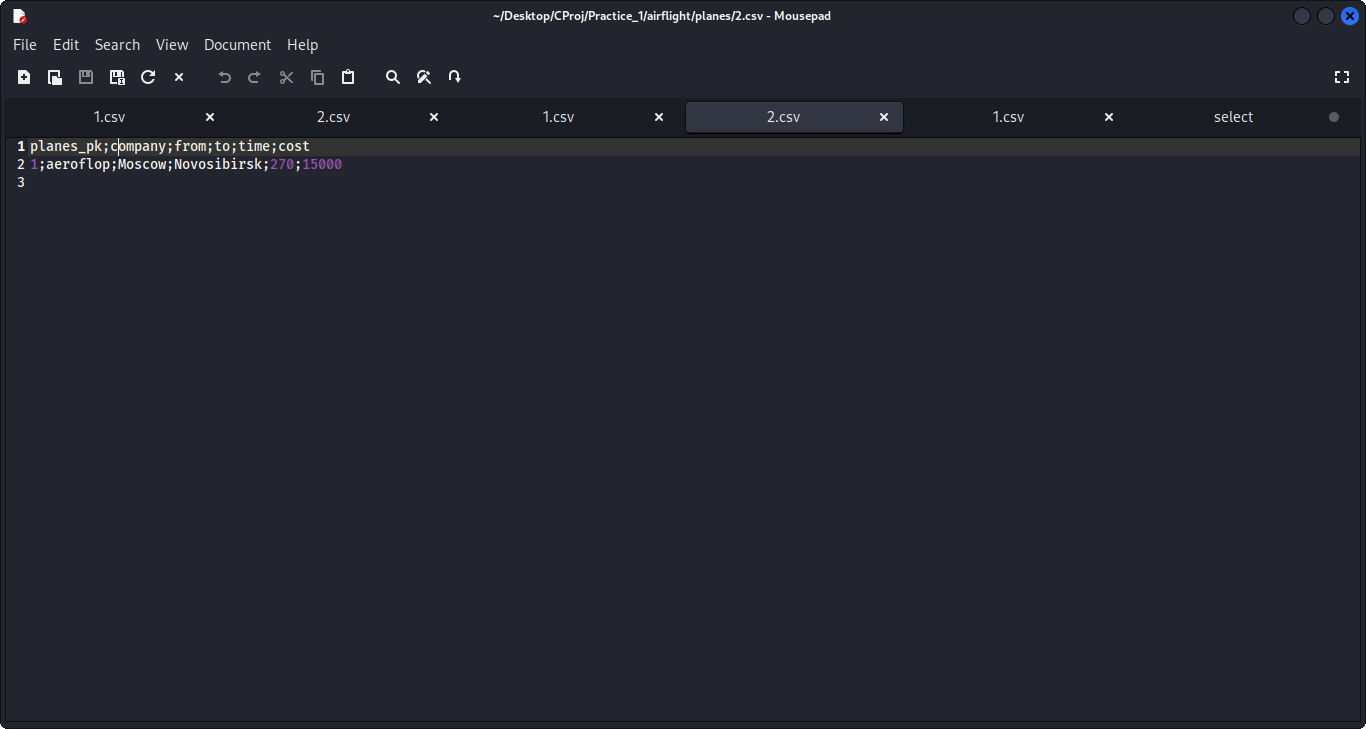 ~/Desktop/CProj/Practice_1/airflight/planes/2.csv - Mousepad
File Edit Search View Document Help
1.csv 2.csv 1.csv 2.csv 1.csv select
1 planes_pk;company;from;to;time;cost
2 1;aeroflop;Moscow;Novosibirsk;270;15000
3